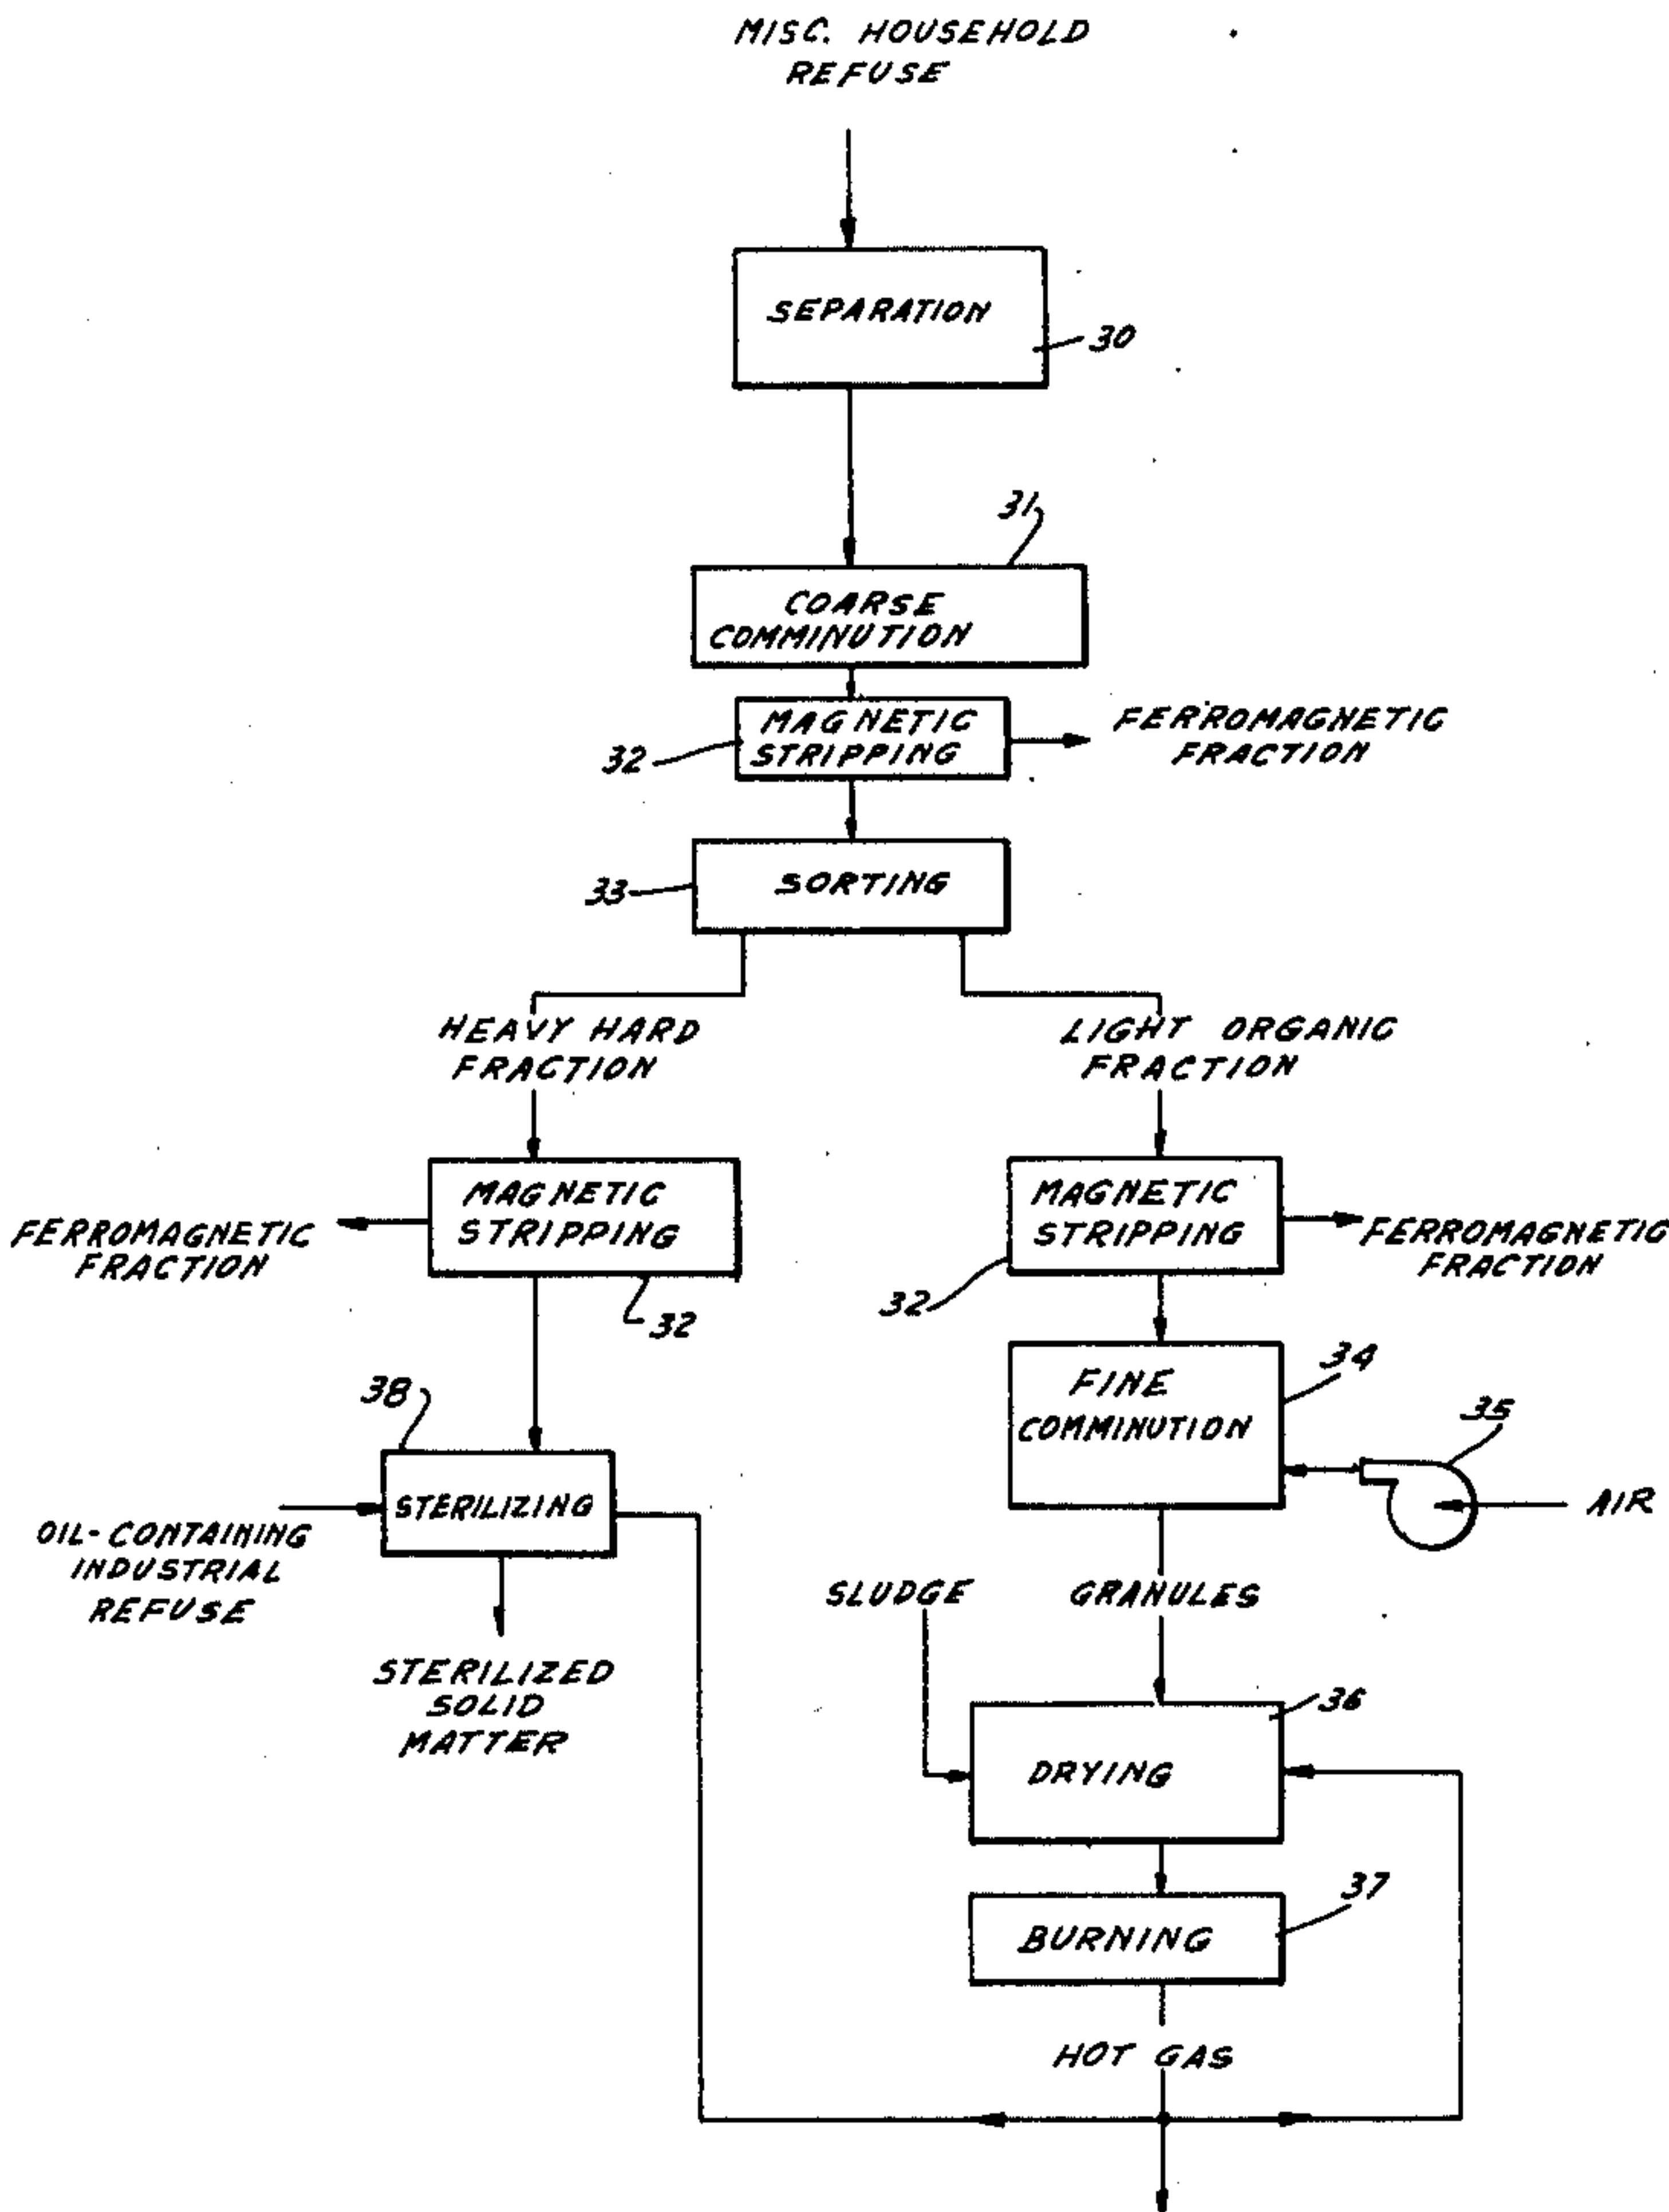 MISC. HOUSEHOLD
REFUSE
SEPARATION
30
31
COARSE
COMMINUTION
MAGNETIC
STRIPPING
32
FERROMAGNETIC
FRACTION
SORTING
33
HEAVY HARD
FRACTION
LIGHT ORGANIC
FRACTION
MAGNETIC
STRIPPING
FERROMAGNETIC
FRACTION
32
MAGNETIC
STRIPPING
FERROMAGNETIC
FRACTION
32
38
STERILIZING
OIL-CONTAINING
INDUSTRIAL
REFUSE
STERILIZED
SOLID
MATTER
FINE
COMMINUTION
34
35
AIR
SLUDGE
GRANULES
36
DRYING
37
BURNING
HOT GAS